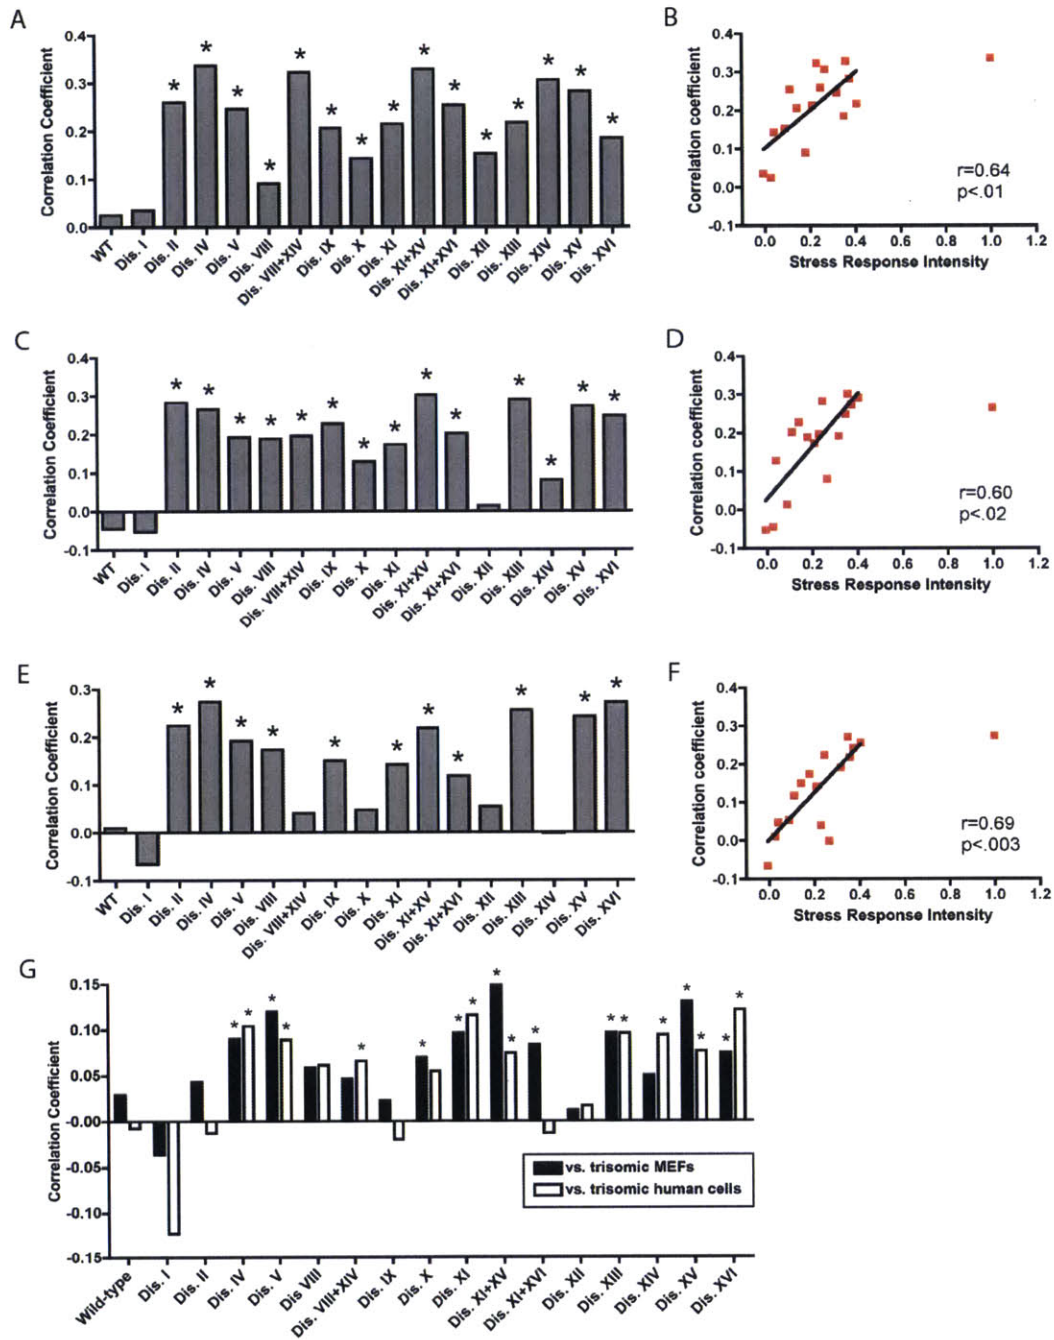 A
Correlation Coefficient
0.4
0.3
0.2
0.1
0.0
* * * * * * * * * * * * * * *
WT
Dis. I
Dis. II
Dis. IV
Dis. V
Dis. VIII
Dis. VIII+XIV
Dis. IX
Dis. X
Dis. XI
Dis. XI+XV
Dis. XI+XVI
Dis. XII
Dis. XIII
Dis. XIV
Dis. XV
Dis. XVI
B
Correlation coefficient
0.4
0.3
0.2
0.1
0.0
-0.1
r=0.64
p<.01
0.0 0.2 0.4 0.6 0.8 1.0 1.2
Stress Response Intensity
C
Correlation Coefficient
0.4
0.3
0.2
0.1
0.0
-0.1
* * * * * * * * * * * * * *
WT
Dis. I
Dis. II
Dis. IV
Dis. V
Dis. VIII
Dis. VIII+XIV
Dis. IX
Dis. X
Dis. XI
Dis. XI+XV
Dis. XI+XVI
Dis. XII
Dis. XIII
Dis. XIV
Dis. XV
Dis. XVI
D
Correlation coefficient
0.4
0.3
0.2
0.1
0.0
-0.1
r=0.60
p<.02
0.0 0.2 0.4 0.6 0.8 1.0 1.2
Stress Response Intensity
E
Correlation Coefficient
0.3
0.2
0.1
0.0
-0.1
* * * * * * * * * * *
WT
Dis. I
Dis. II
Dis. IV
Dis. V
Dis. VIII
Dis. VIII+XIV
Dis. IX
Dis. X
Dis. XI
Dis. XI+XV
Dis. XI+XVI
Dis. XII
Dis. XIII
Dis. XIV
Dis. XV
Dis. XVI
F
Correlation coefficient
0.4
0.3
0.2
0.1
0.0
-0.1
r=0.69
p<.003
0.0 0.2 0.4 0.6 0.8 1.0 1.2
Stress Response Intensity
G
Correlation Coefficient
0.15
0.10
0.05
-0.00
-0.05
-0.10
-0.15
* * * * * * * * * * * * * * * * * *
vs. trisomic MEFs
vs. trisomic human cells
Wild-type
Dis. I
Dis. II
Dis. IV
Dis. V
Dis VIII
Dis. VIII+XIV
Dis. IX
Dis. X
Dis. XI
Dis. XI+XV
Dis. XI+XVI
Dis. XII
Dis. XIII
Dis. XIV
Dis. XV
Dis. XVI